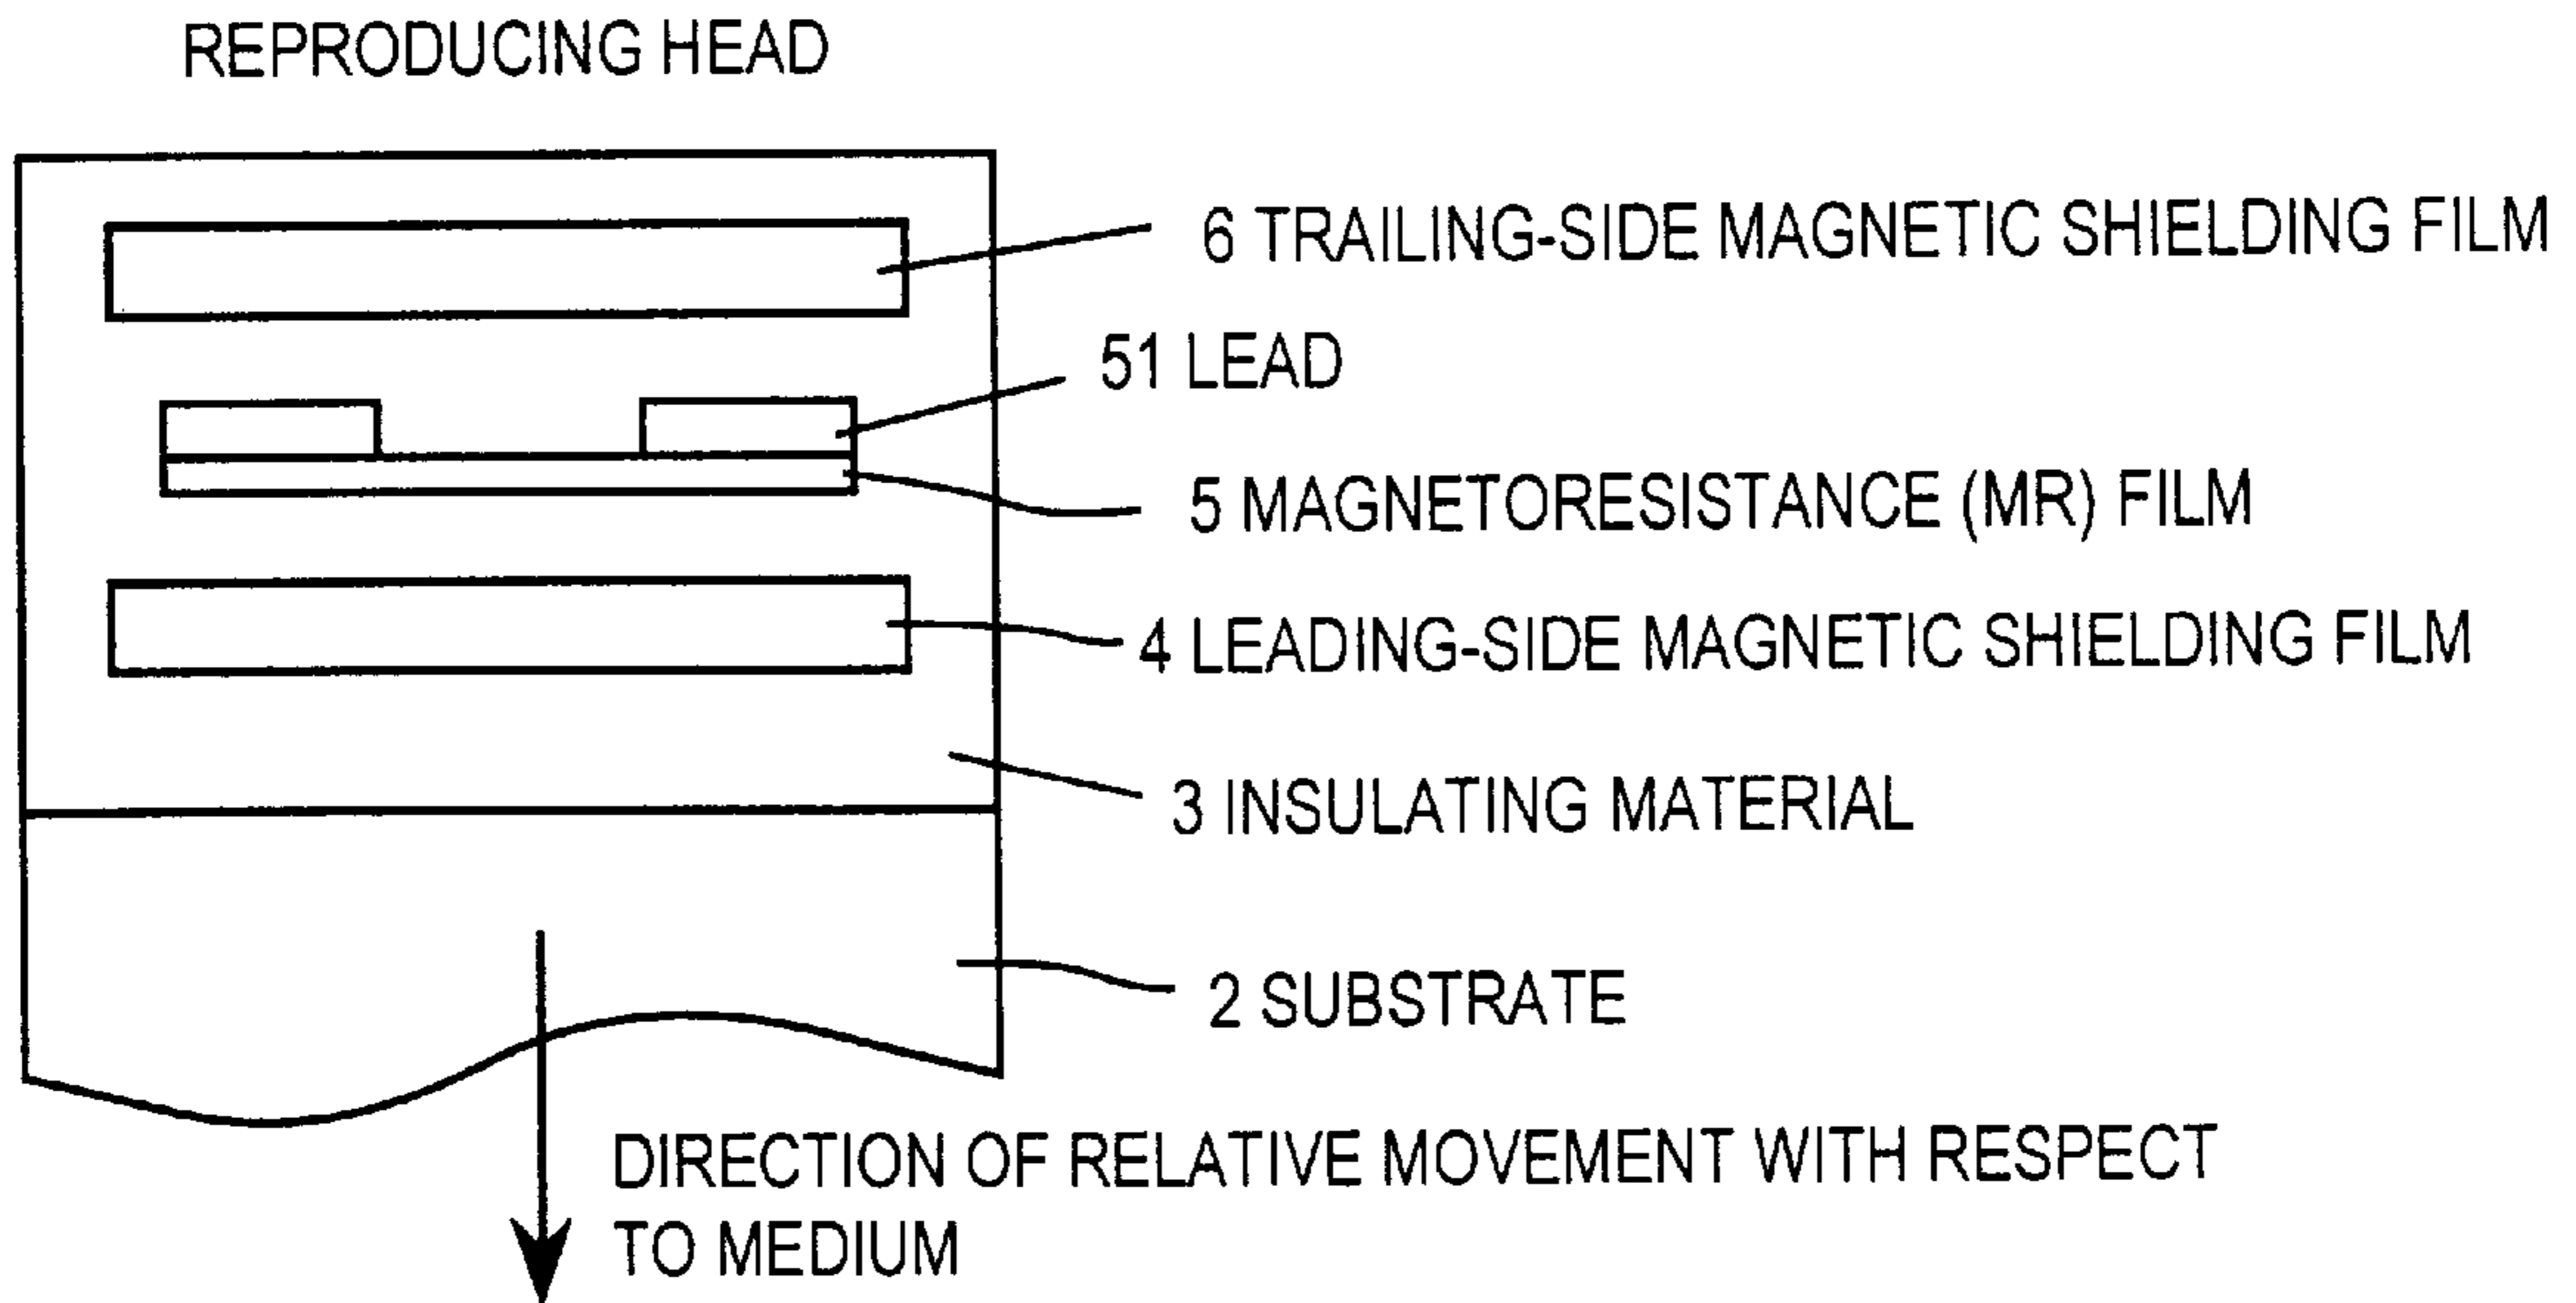 REPRODUCING HEAD
6 TRAILING-SIDE MAGNETIC SHIELDING FILM
51 LEAD
5 MAGNETORESISTANCE (MR) FILM
4 LEADING-SIDE MAGNETIC SHIELDING FILM
3 INSULATING MATERIAL
2 SUBSTRATE
DIRECTION OF RELATIVE MOVEMENT WITH RESPECT
TO MEDIUM